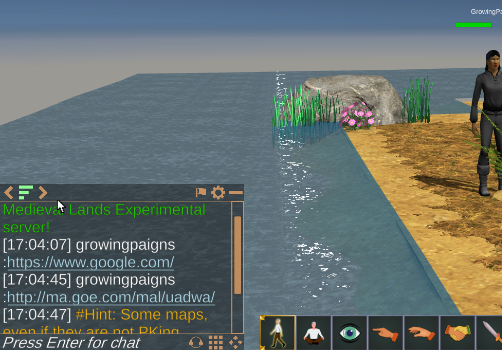 GrowingPa
Medieval Lands Experimental
server!
[17:04:07] growingpaigns
:https://www.google.com/
[17:04:45] growingpaigns
:http://ma.goe.com/mal/uadwa/
[17:04:47] #Hint: Some maps,
even if they are not PKing
Press Enter for chat